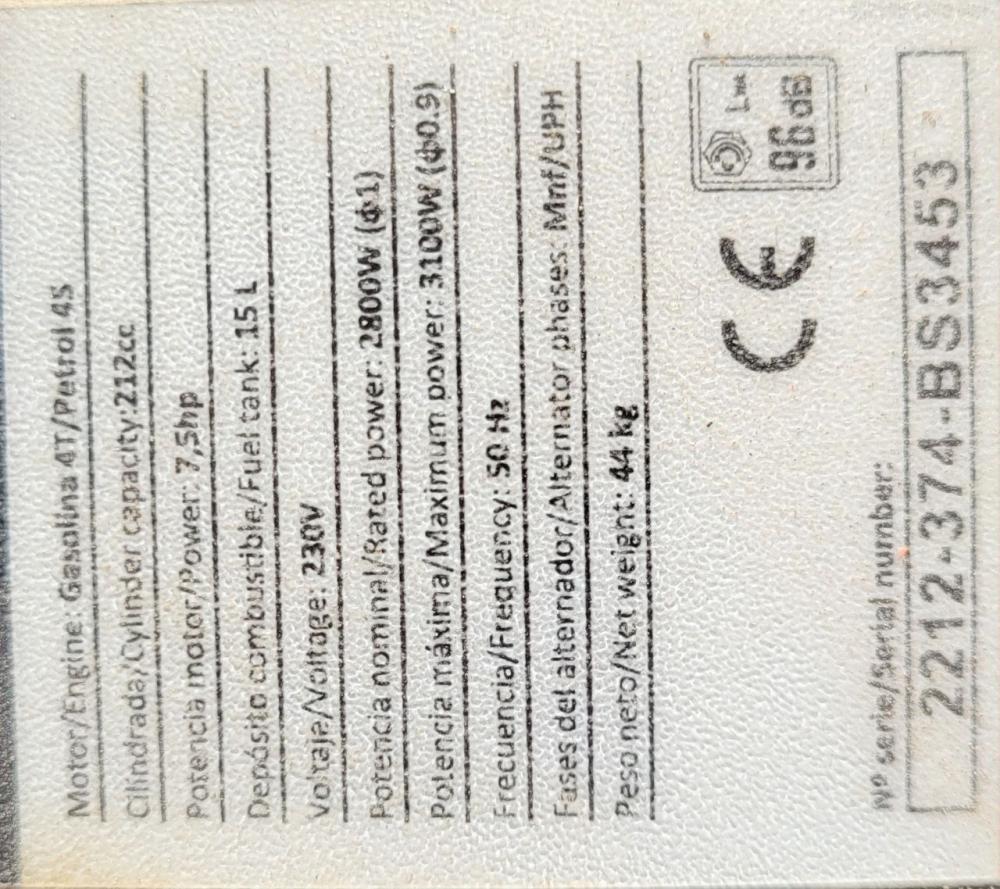 Motor/Engine: Gasolina 4T/Petrol 4S
Cilindrada/Cylinder capacity:212cc
Potencia motor/Power: 7,5hp
Depósito combustible/Fuel tank: 15 L
Voltaje/Voltage: 230V
Potencia nominal/Rated power: 2800W (ϕ1)
Potencia máxima/Maximum power: 3100W (ϕ0.9)
Frecuencia/Frequency: 50 Hz
Fases del alternador/Alternator phases: Mnf/UPH
Peso neto/Net weight: 44 kg
CE
LWA
96 dB
Nº serie/Serial number:
2212-374-BS3453